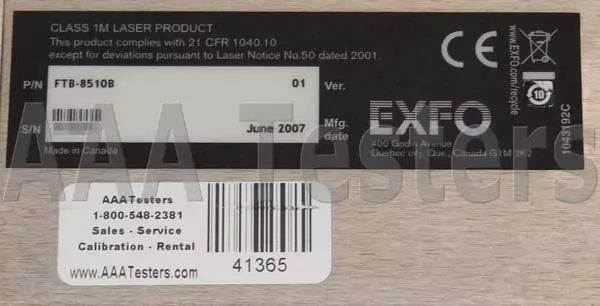 CLASS 1M LASER PRODUCT
This product complies with 21 CFR 1040.10
except for deviations pursuant to Laser Notice No.50 dated 2001.
P/N FTB-8510B 01 Ver.
S/N June 2007 Mfg. date
Made in Canada
CE
www.EXFO.com/recycle
10
EXFO
400 Godin Avenue
Quebec city, Que., Canada G1M 2K2
1043192C
AAA Testers
AAATesters
1-800-548-2381
Sales - Service
Calibration - Rental
www.AAATesters.com
41365